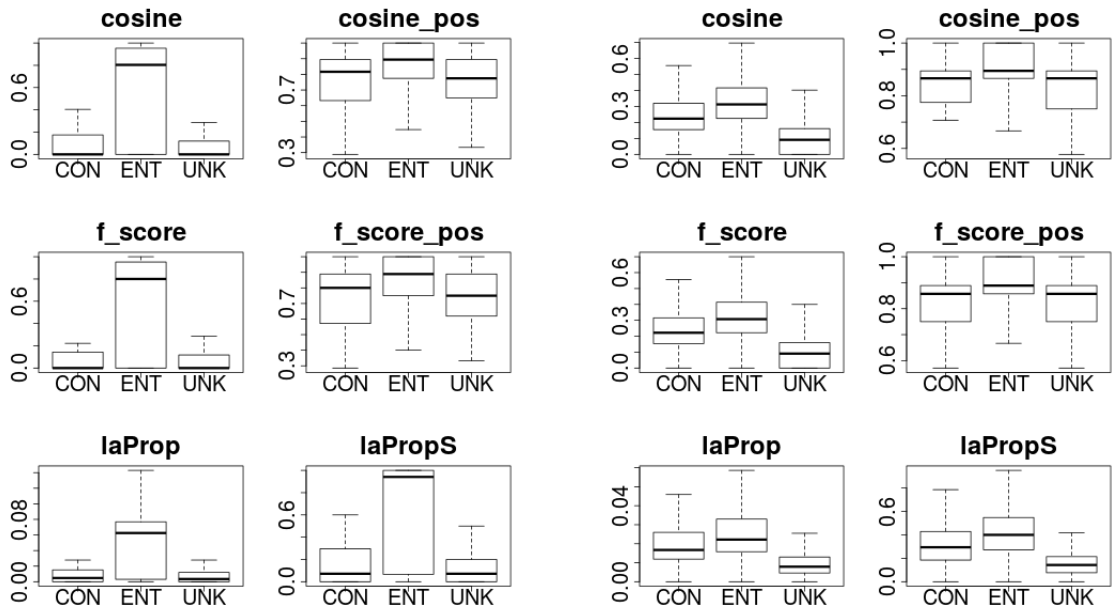 cosine cosine_pos cosine cosine_pos
0.0 0.6 0.3 0.7 0.0 0.3 0.6 0.6 0.8 1.0
CON ENT UNK CON ENT UNK CON ENT UNK CON ENT UNK
f_score f_score_pos f_score f_score_pos
0.0 0.6 0.3 0.7 0.0 0.3 0.6 0.6 0.8 1.0
CON ENT UNK CON ENT UNK CON ENT UNK CON ENT UNK
laProp laPropS laProp laPropS
0.00 0.08 0.0 0.6 0.00 0.04 0.0 0.6
CON ENT UNK CON ENT UNK CON ENT UNK CON ENT UNK